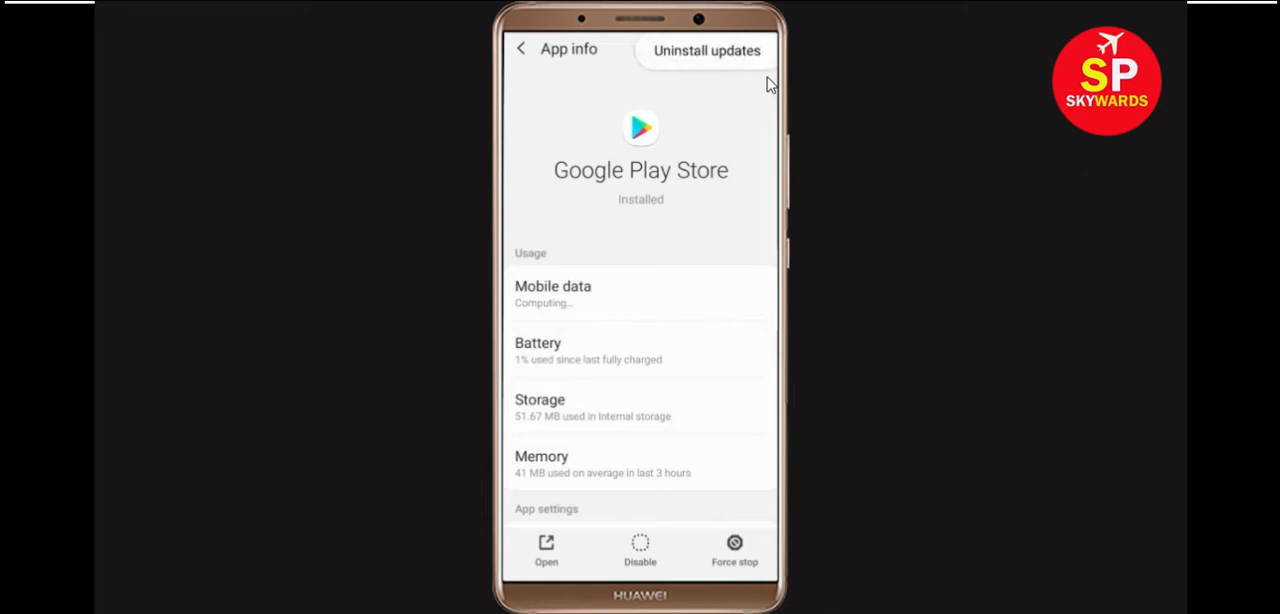 App info
Uninstall updates
SP
SKYWARDS
Google Play Store
Installed
Usage
Mobile data
Computing...
Battery
1% used since last fully charged
Storage
51.67 MB used in Internal storage
Memory
41 MB used on average in last 3 hours
App settings
Open
Disable
Force stop
HUAWEI